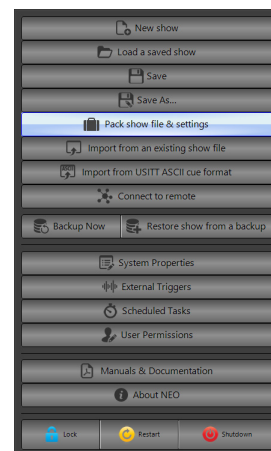 New show
Load a saved show
Save
Save As...
Pack show file & settings
Import from an existing show file
Import from USITT ASCII cue format
Connect to remote
Backup Now Restore show from a backup
System Properties
External Triggers
Scheduled Tasks
User Permissions
Manuals & Documentation
About NEO
Lock Restart Shutdown